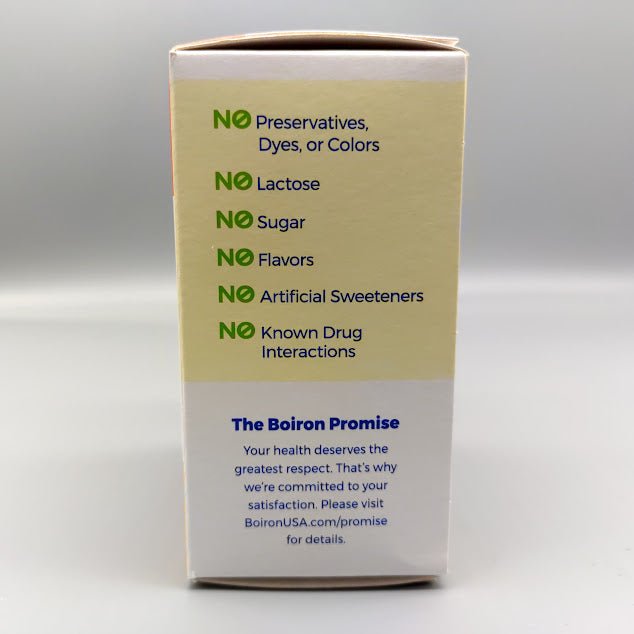 NO Preservatives,
Dyes, or Colors
NO Lactose
NO Sugar
NO Flavors
NO Artificial Sweeteners
NO Known Drug
Interactions
The Boiron Promise
Your health deserves the
greatest respect. That's why
we're committed to your
satisfaction. Please visit
BoironUSA.com/promise
for details.